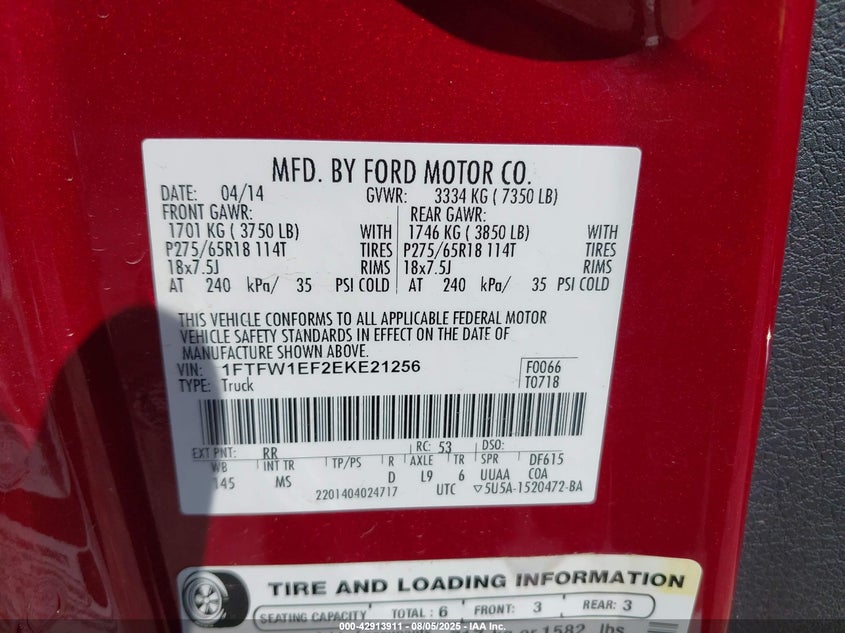 MFD. BY FORD MOTOR CO.
DATE: 04/14 GVWR: 3334 KG ( 7350 LB)
FRONT GAWR: REAR GAWR:
1701 KG ( 3750 LB) WITH 1746 KG ( 3850 LB) WITH
P275/65R18 114T TIRES P275/65R18 114T TIRES
18x7.5J RIMS 18x7.5J RIMS
AT 240 kPa/ 35 PSI COLD AT 240 kPa/ 35 PSI COLD
THIS VEHICLE CONFORMS TO ALL APPLICABLE FEDERAL MOTOR
VEHICLE SAFETY STANDARDS IN EFFECT ON THE DATE OF
MANUFACTURE SHOWN ABOVE.
VIN: 1FTFW1EF2EKE21256 F0066
TYPE: Truck T0718
EXT PNT: RR RC: 53 DSO:
WB INT TR TP/PS R AXLE TR SPR DF615
145 MS D L9 6 UUAA COA
2201404024717 UTC ▽5U5A-1520472-BA
TIRE AND LOADING INFORMATION
SEATING CAPACITY TOTAL : 6 FRONT: 3 REAR: 3
or 1582 lbs
000-42913911 - 08/05/2025 - IAA Inc.